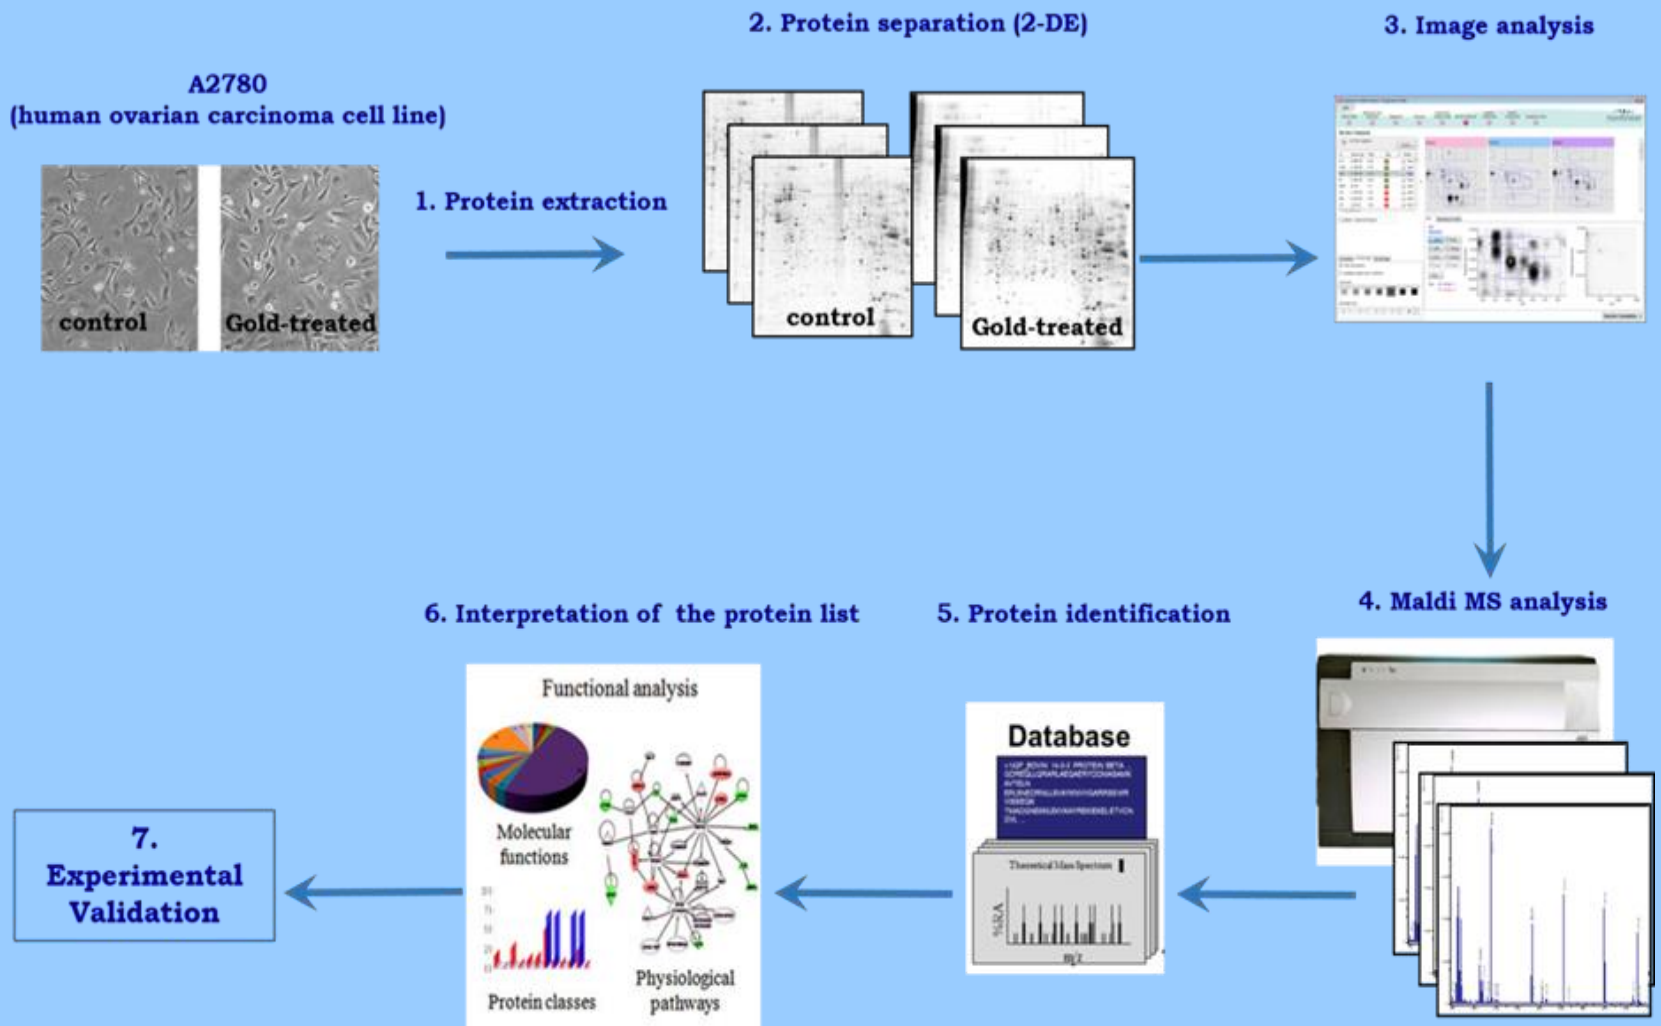 2. Protein separation (2-DE)
3. Image analysis
A2780
(human ovarian carcinoma cell line)
1. Protein extraction
control
Gold-treated
control
Gold-treated
6. Interpretation of the protein list
5. Protein identification
4. Maldi MS analysis
Functional analysis
Database
Molecular
functions
Theoretical Mass Spectrum
%RA
m/z
7.
Experimental
Validation
Protein classes
Physiological
pathways